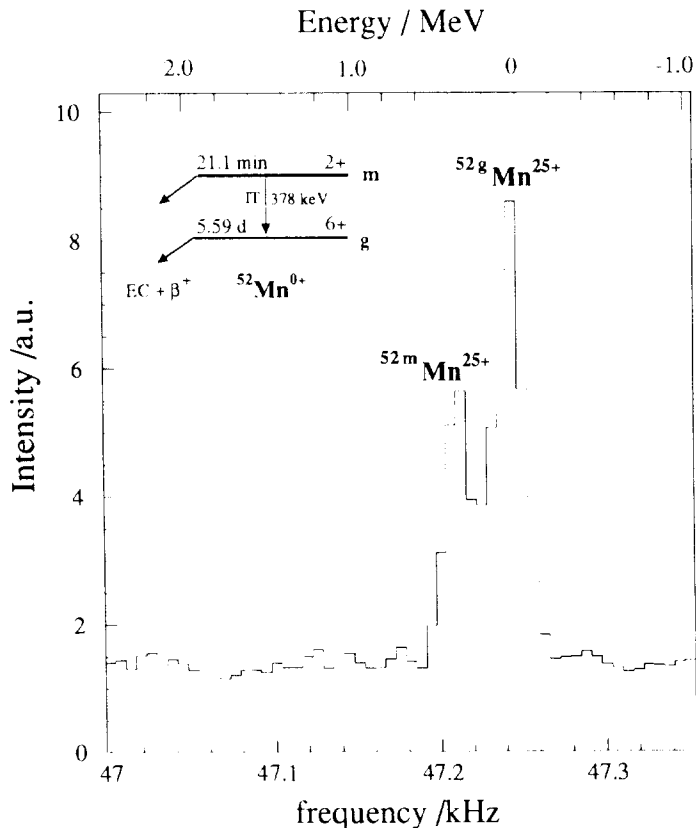 Energy / MeV
2.0 1.0 0 -1.0
10
8
6
4
2
0
Intensity /a.u.
21.1 min 2+ m
IT 378 keV
5.59 d 6+ g
EC + β⁺
⁵²Mn⁰⁺
⁵²ᵍMn²⁵⁺
⁵²ᵐMn²⁵⁺
47 47.1 47.2 47.3
frequency /kHz